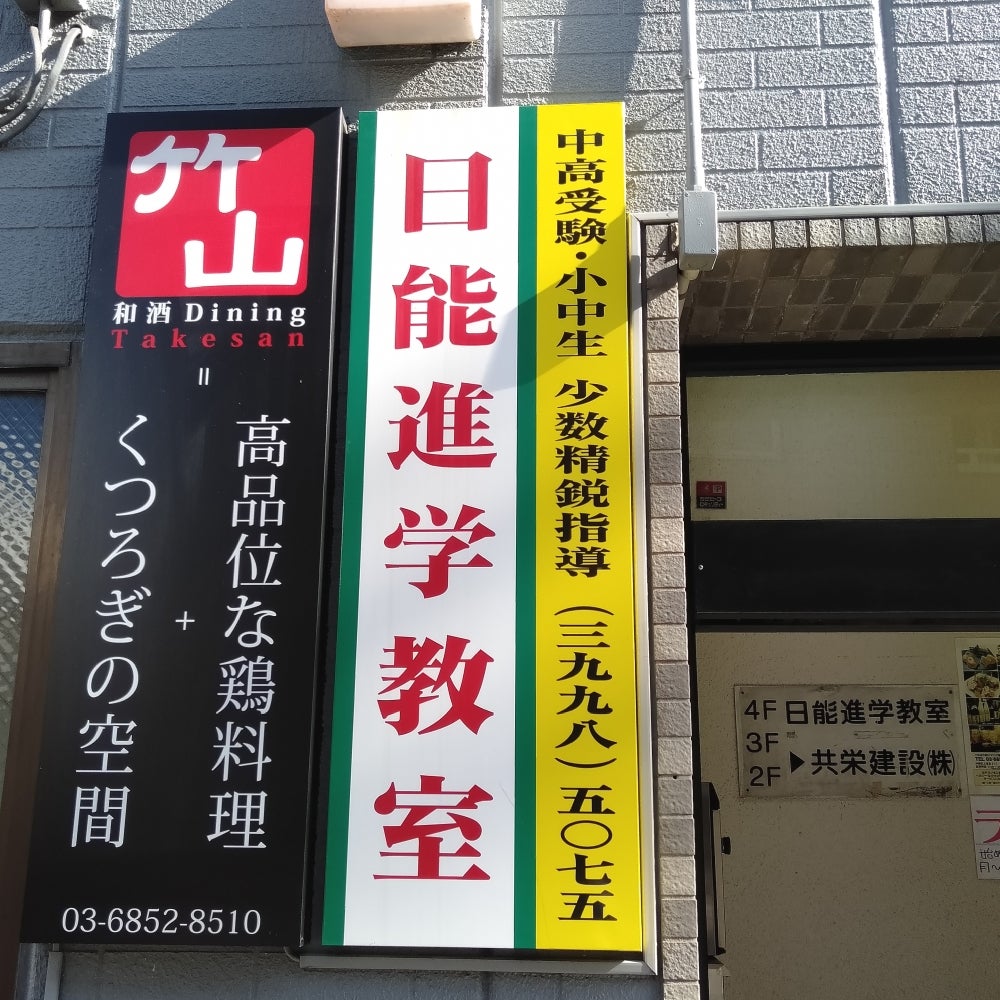 竹山
和酒Dining
Takesan
=
高品位な鶏料理
+
くつろぎの空間
03-6852-8510
日能進学教室
中高受験・小中生 少数精鋭指導 (三九九八)五〇七五
4F 日能進学教室
3F
2F ▶共栄建設㈱